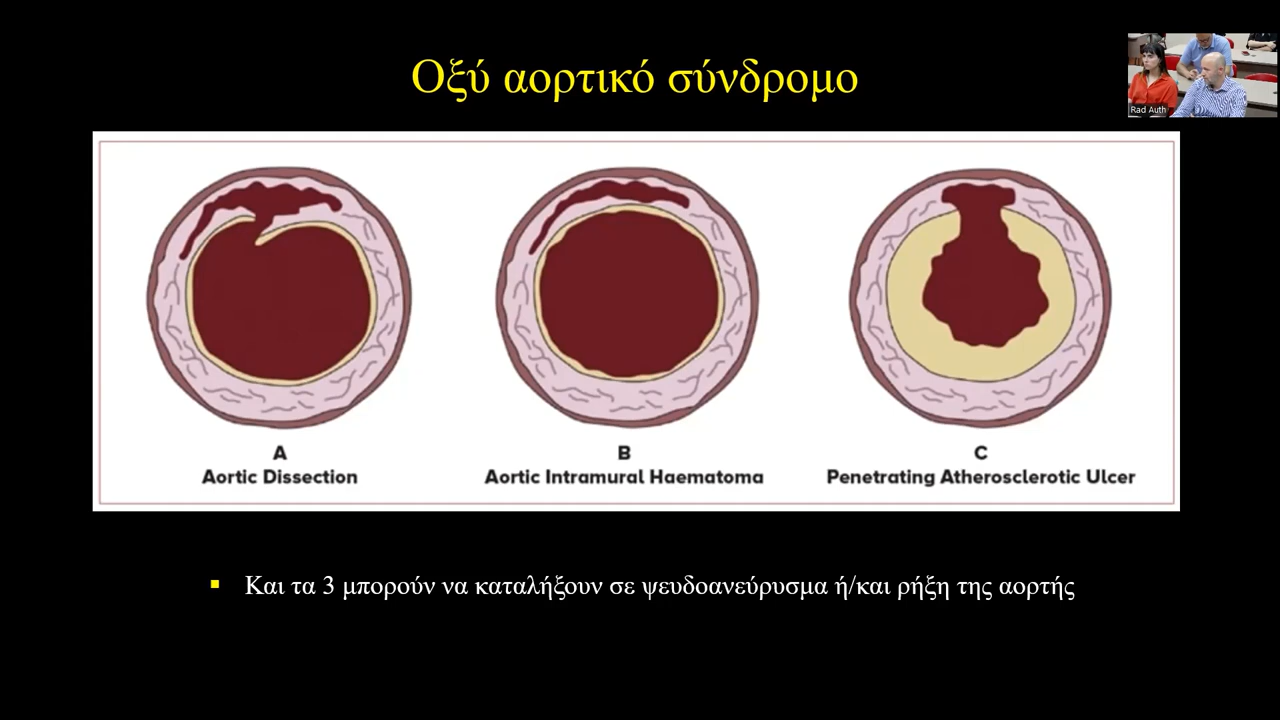 Οξύ αορτικό σύνδρομο
Rad Auth
A
Aortic Dissection
B
Aortic Intramural Haematoma
C
Penetrating Atherosclerotic Ulcer
Και τα 3 μπορούν να καταλήξουν σε ψευδοανεύρυσμα ή/και ρήξη της αορτής